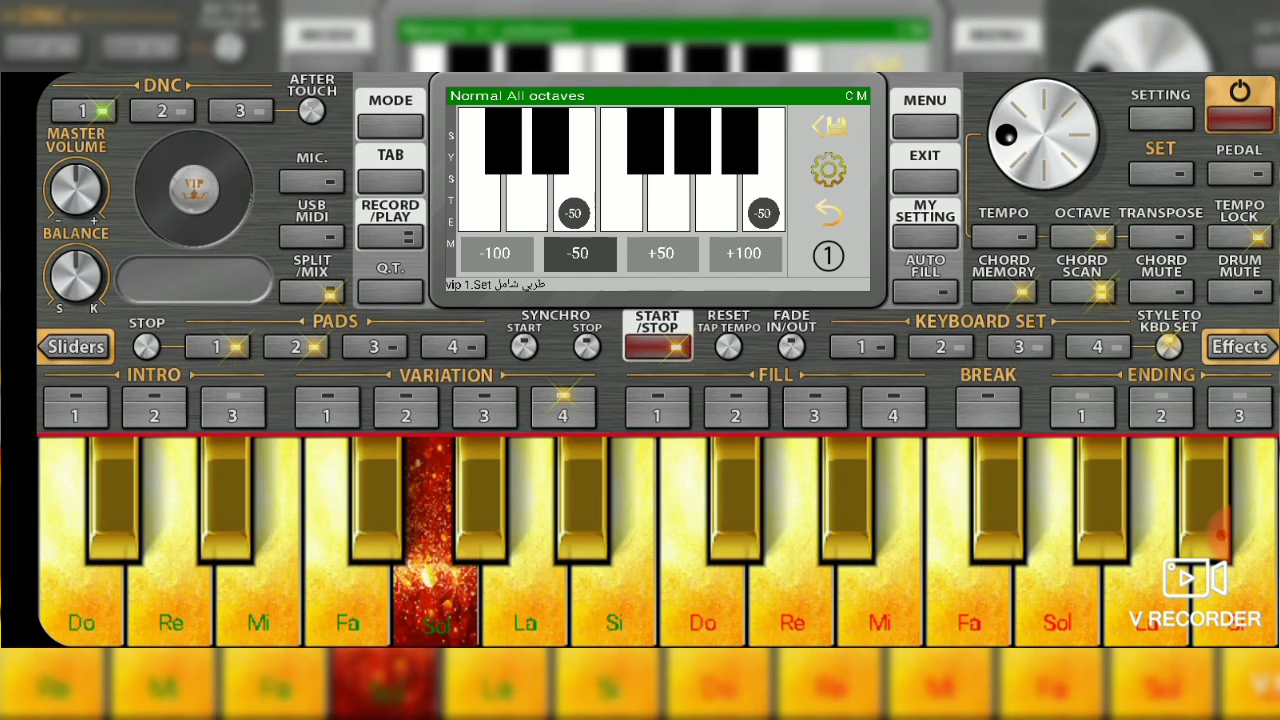 DNC
1
2
3
AFTER
TOUCH
MASTER
VOLUME
- +
BALANCE
S K
VIP
MIC.
USB
MIDI
SPLIT
/MIX
MODE
TAB
RECORD
/PLAY
Q.T.
Normal All octaves
C M
S
Y
S
T
E
M
-50
-50
-100
-50
+50
+100
1
vip 1.Set طربي شامل
MENU
EXIT
MY
SETTING
AUTO
FILL
SETTING
SET
PEDAL
TEMPO
OCTAVE
TRANSPOSE
TEMPO
LOCK
CHORD
MEMORY
CHORD
SCAN
CHORD
MUTE
DRUM
MUTE
Sliders
STOP
PADS
1
2
3
4
SYNCHRO
START
STOP
START
/STOP
RESET
TAP TEMPO
FADE
IN/OUT
KEYBOARD SET
1
2
3
4
STYLE TO
KBD SET
Effects
INTRO
1
2
3
VARIATION
1
2
3
4
FILL
1
2
3
4
BREAK
ENDING
1
2
3
Do
Re
Mi
Fa
Sol
La
Si
Do
Re
Mi
Fa
Sol
La
Si
V RECORDER